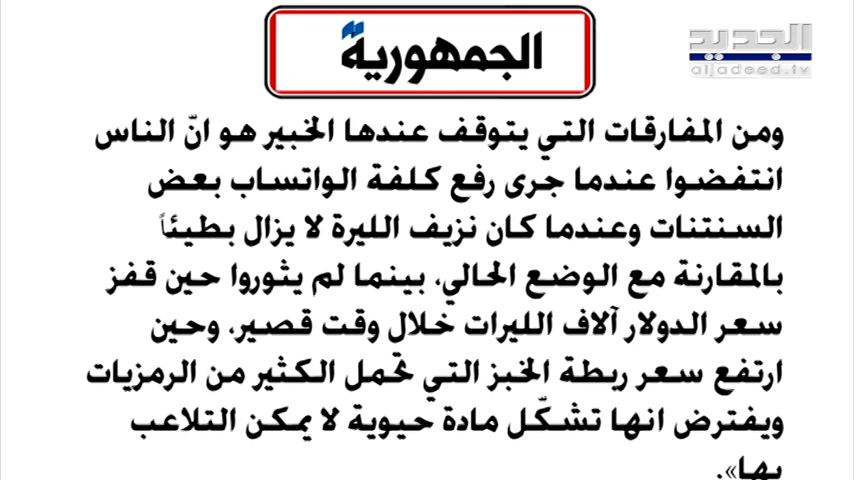 الجمهورية
الجديد
aljadeed.tv
ومن المفارقات التي يتوقف عندها الخبير هو انّ الناس
انتفضوا عندما جرى رفع كلفة الواتساب بعض
السنتنات وعندما كان نزيف الليرة لا يزال بطيئاً
بالمقارنة مع الوضع الحالي، بينما لم يثوروا حين قفز
سعر الدولار آلاف الليرات خلال وقت قصير، وحين
ارتفع سعر ربطة الخبز التي تحمل الكثير من الرمزيات
ويفترض انها تشكّل مادة حيوية لا يمكن التلاعب
بها».